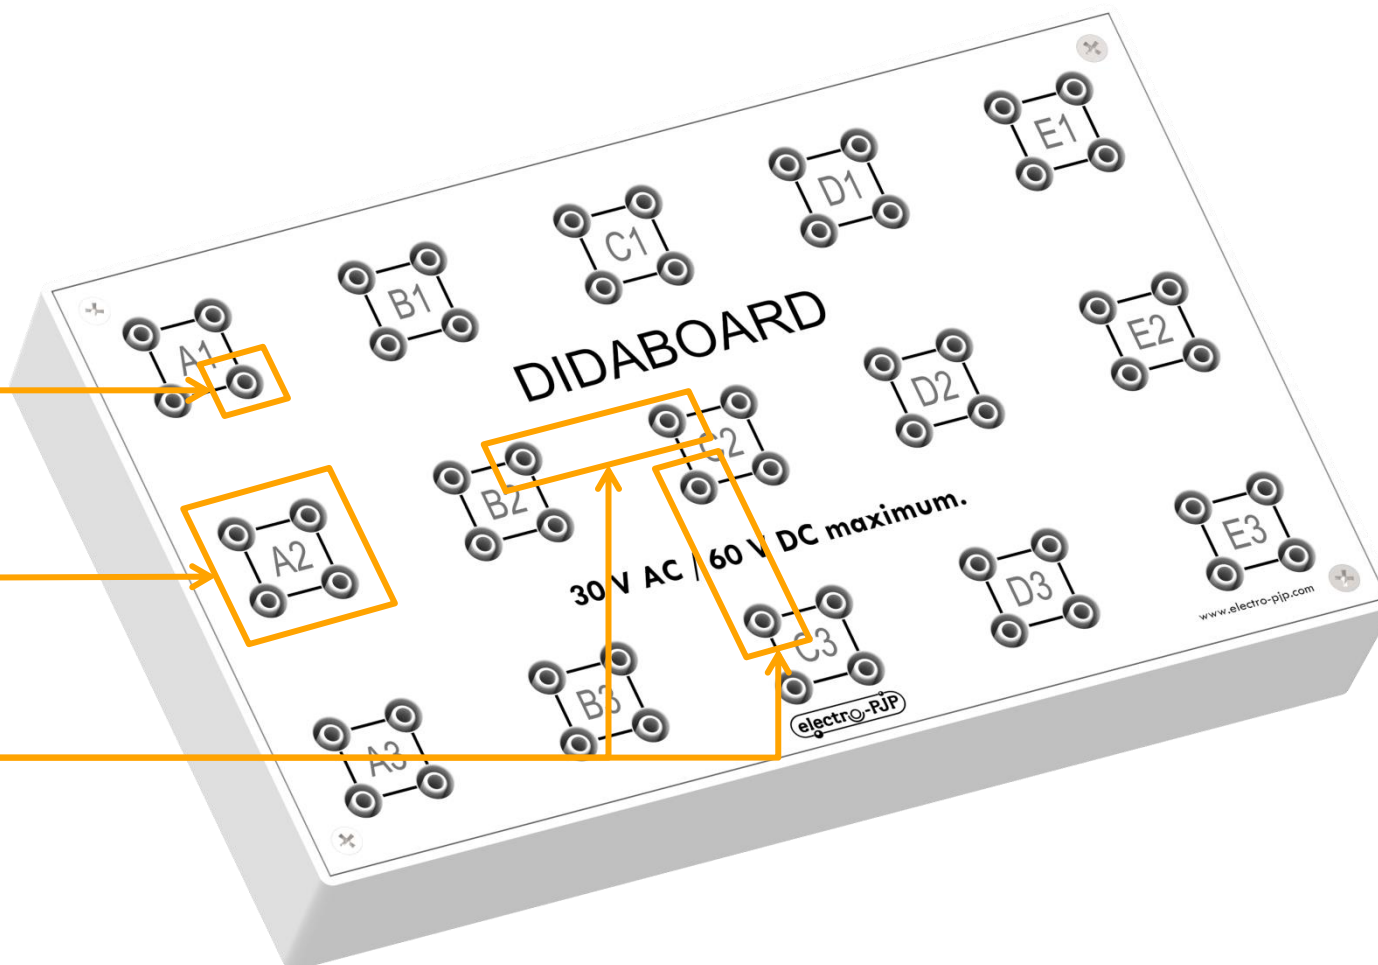 A1
B1
C1
D1
E1
DIDABOARD
A2
B2
C2
D2
E2
30 V AC / 60 V DC maximum.
A3
B3
C3
D3
E3
www.electro-pjp.com
electro-PJP